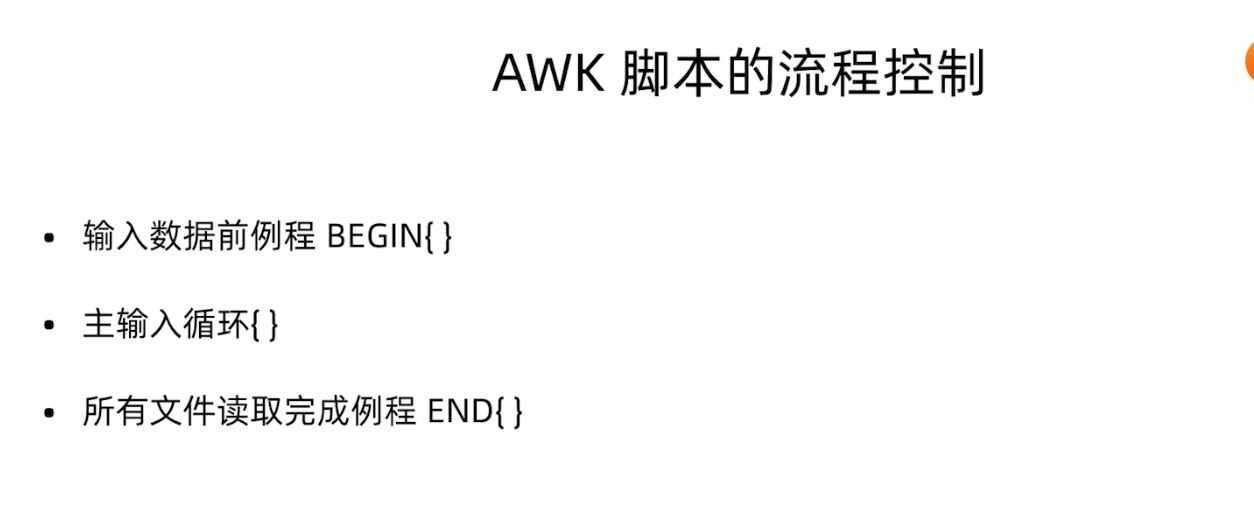 AWK 脚本的流程控制
• 输入数据前例程 BEGIN{ }
• 主输入循环{ }
• 所有文件读取完成例程 END{ }